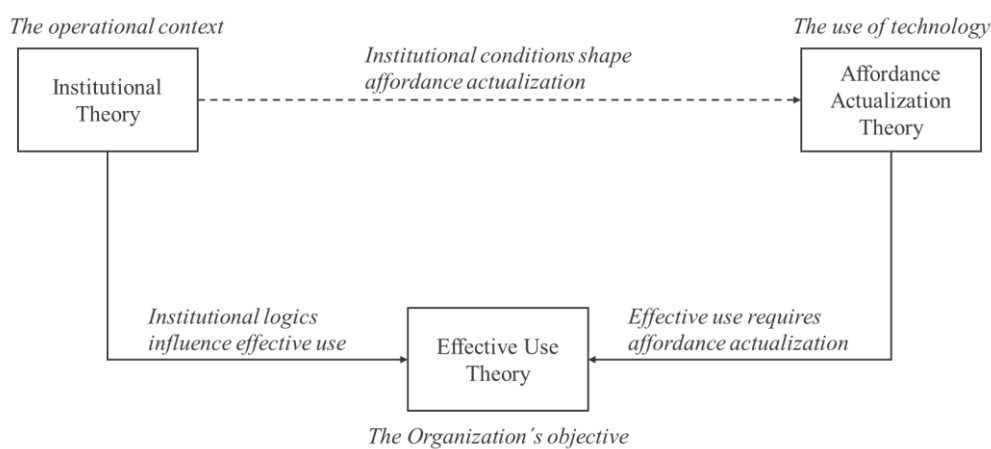 The operational context
The use of technology
Institutional
Theory
Institutional conditions shape
affordance actualization
Affordance
Actualization
Theory
Institutional logics
influence effective use
Effective Use
Theory
Effective use requires
affordance actualization
The Organization´s objective